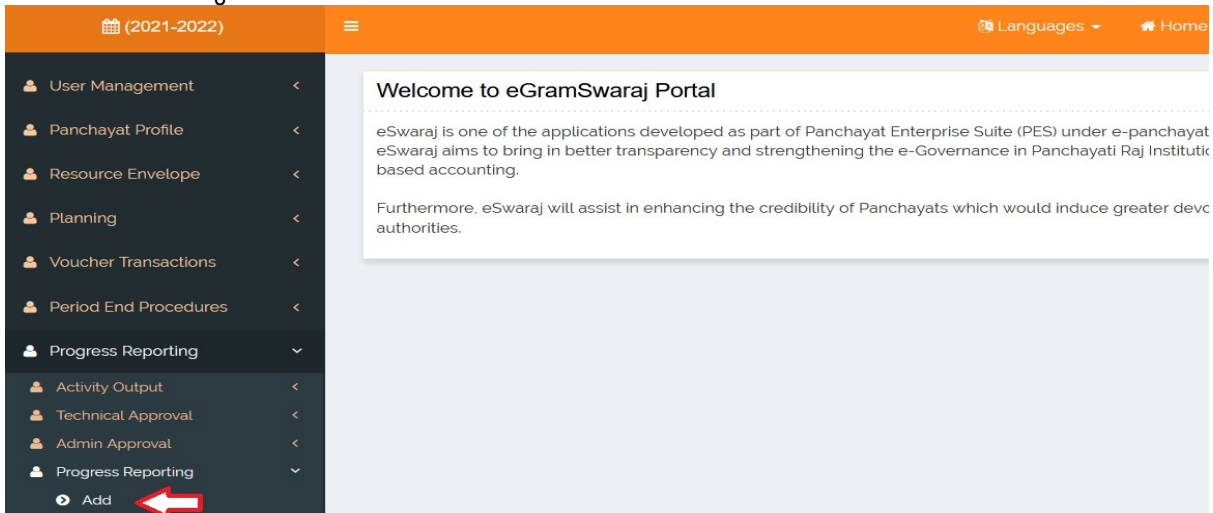 (2021-2022)
Languages
Home
User Management
Panchayat Profile
Resource Envelope
Planning
Voucher Transactions
Period End Procedures
Progress Reporting
Activity Output
Technical Approval
Admin Approval
Progress Reporting
Add
Welcome to eGramSwaraj Portal
eSwaraj is one of the applications developed as part of Panchayat Enterprise Suite (PES) under e-panchayat
eSwaraj aims to bring in better transparency and strengthening the e-Governance in Panchayati Raj Institutio
based accounting.
Furthermore, eSwaraj will assist in enhancing the credibility of Panchayats which would induce greater devo
authorities.